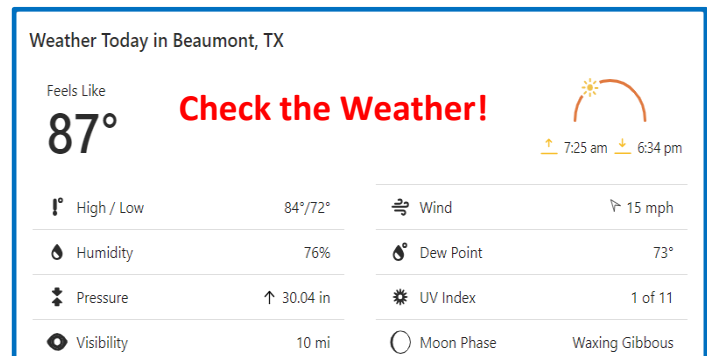 Weather Today in Beaumont, TX
Feels Like
87°
Check the Weather!
7:25 am 6:34 pm
High / Low 84°/72°
Wind 15 mph
Humidity 76%
Dew Point 73°
Pressure ↑ 30.04 in
UV Index 1 of 11
Visibility 10 mi
Moon Phase Waxing Gibbous